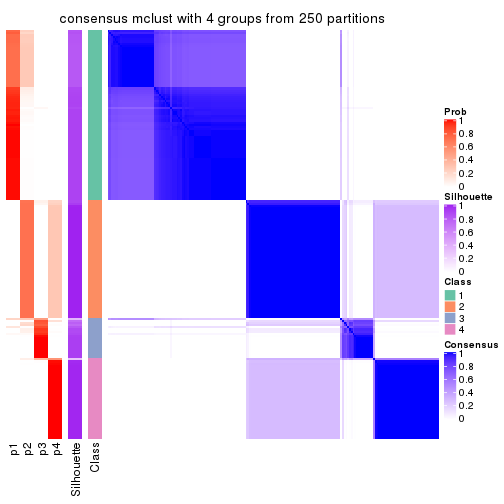 consensus mclust with 4 groups from 250 partitions
Prob
1
0.8
0.6
0.4
0.2
0
Silhouette
1
0.8
0.6
0.4
0.2
0
Class
1
2
3
4
Consensus
1
0.8
0.6
0.4
0.2
0
p1
p2
p3
p4
Silhouette
Class